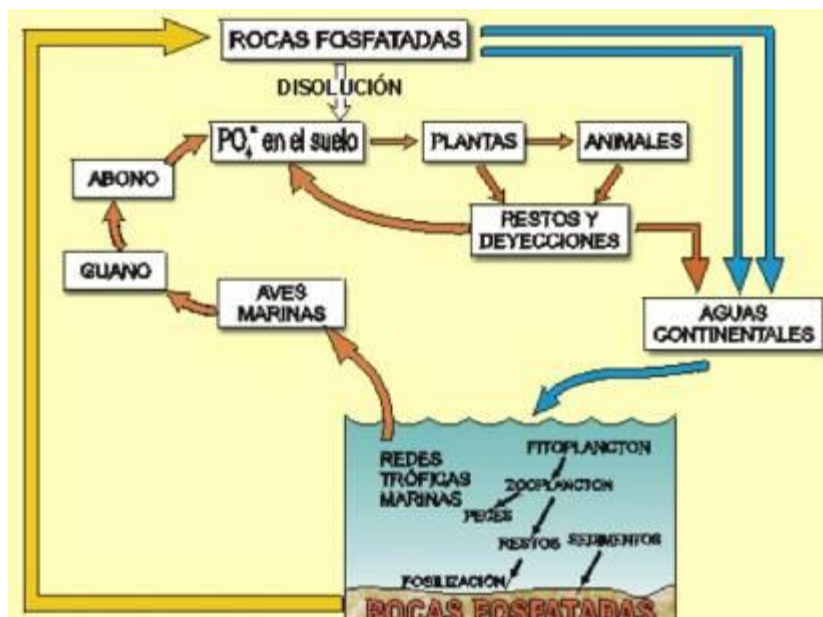 ROCAS FOSFATADAS
DISOLUCIÓN
PO₄⁼ en el suelo
PLANTAS
ANIMALES
ABONO
RESTOS Y
DEYECCIONES
GUANO
AVES
MARINAS
AGUAS
CONTINENTALES
REDES
TRÓFICAS
MARINAS
FITOPLANCTON
ZOOPLANCTON
PECES
RESTOS
SEDIMENTOS
FOSILIZACIÓN
ROCAS FOSFATADAS